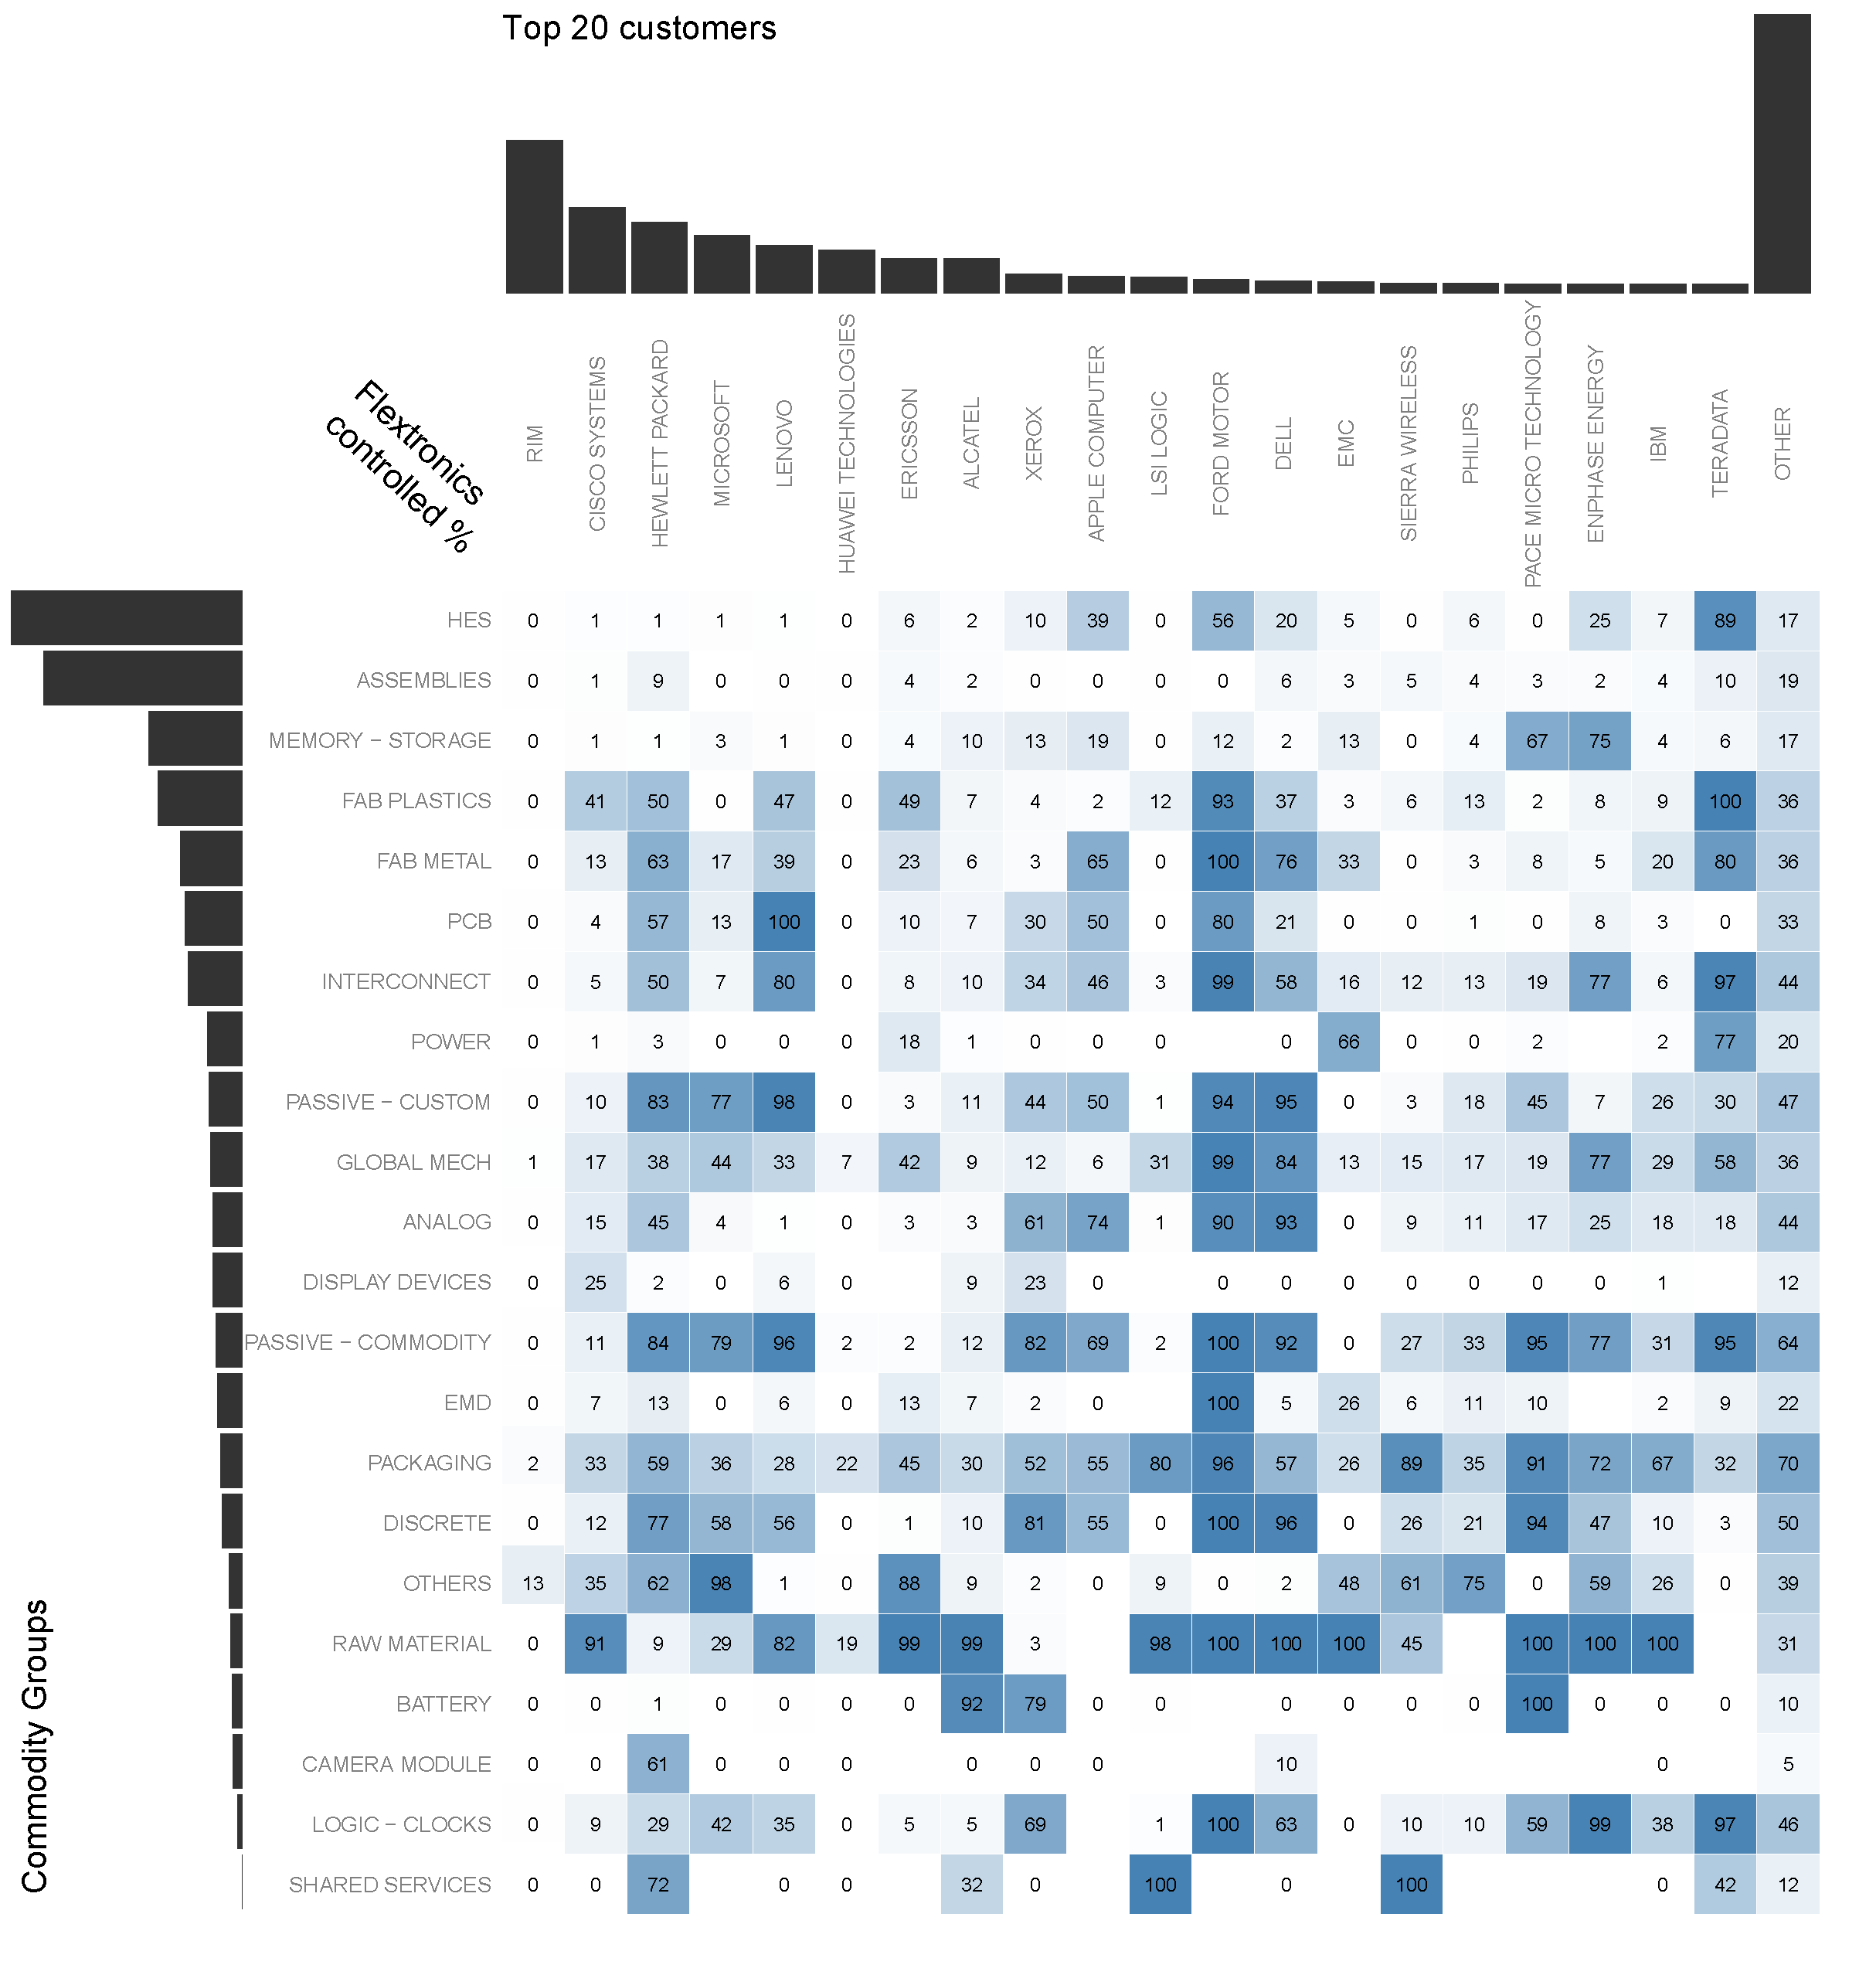 Top 20 customers
Flextronics
controlled %
RIM
CISCO SYSTEMS
HEWLETT PACKARD
MICROSOFT
LENOVO
HUAWEI TECHNOLOGIES
ERICSSON
ALCATEL
XEROX
APPLE COMPUTER
LSI LOGIC
FORD MOTOR
DELL
EMC
SIERRA WIRELESS
PHILIPS
PACE MICRO TECHNOLOGY
ENPHASE ENERGY
IBM
TERADATA
OTHER
HES 0 1 1 1 1 0 6 2 10 39 0 56 20 5 0 6 0 25 7 89 17
ASSEMBLIES 0 1 9 0 0 0 4 2 0 0 0 0 6 3 5 4 3 2 4 10 19
MEMORY − STORAGE 0 1 1 3 1 0 4 10 13 19 0 12 2 13 0 4 67 75 4 6 17
FAB PLASTICS 0 41 50 0 47 0 49 7 4 2 12 93 37 3 6 13 2 8 9 100 36
FAB METAL 0 13 63 17 39 0 23 6 3 65 0 100 76 33 0 3 8 5 20 80 36
PCB 0 4 57 13 100 0 10 7 30 50 0 80 21 0 0 1 0 8 3 0 33
INTERCONNECT 0 5 50 7 80 0 8 10 34 46 3 99 58 16 12 13 19 77 6 97 44
POWER 0 1 3 0 0 0 18 1 0 0 0 0 66 0 0 2 2 77 20
PASSIVE − CUSTOM 0 10 83 77 98 0 3 11 44 50 1 94 95 0 3 18 45 7 26 30 47
GLOBAL MECH 1 17 38 44 33 7 42 9 12 6 31 99 84 13 15 17 19 77 29 58 36
ANALOG 0 15 45 4 1 0 3 3 61 74 1 90 93 0 9 11 17 25 18 18 44
DISPLAY DEVICES 0 25 2 0 6 0 9 23 0 0 0 0 0 0 0 0 1 12
PASSIVE − COMMODITY 0 11 84 79 96 2 2 12 82 69 2 100 92 0 27 33 95 77 31 95 64
EMD 0 7 13 0 6 0 13 7 2 0 100 5 26 6 11 10 2 9 22
PACKAGING 2 33 59 36 28 22 45 30 52 55 80 96 57 26 89 35 91 72 67 32 70
DISCRETE 0 12 77 58 56 0 1 10 81 55 0 100 96 0 26 21 94 47 10 3 50
OTHERS 13 35 62 98 1 0 88 9 2 0 9 0 2 48 61 75 0 59 26 0 39
RAW MATERIAL 0 91 9 29 82 19 99 99 3 98 100 100 100 45 100 100 100 31
BATTERY 0 0 1 0 0 0 0 92 79 0 0 0 0 0 0 100 0 0 0 10
CAMERA MODULE 0 0 61 0 0 0 0 0 0 10 0 5
LOGIC − CLOCKS 0 9 29 42 35 0 5 5 69 1 100 63 0 10 10 59 99 38 97 46
SHARED SERVICES 0 0 72 0 0 32 0 100 0 100 0 42 12
Commodity Groups